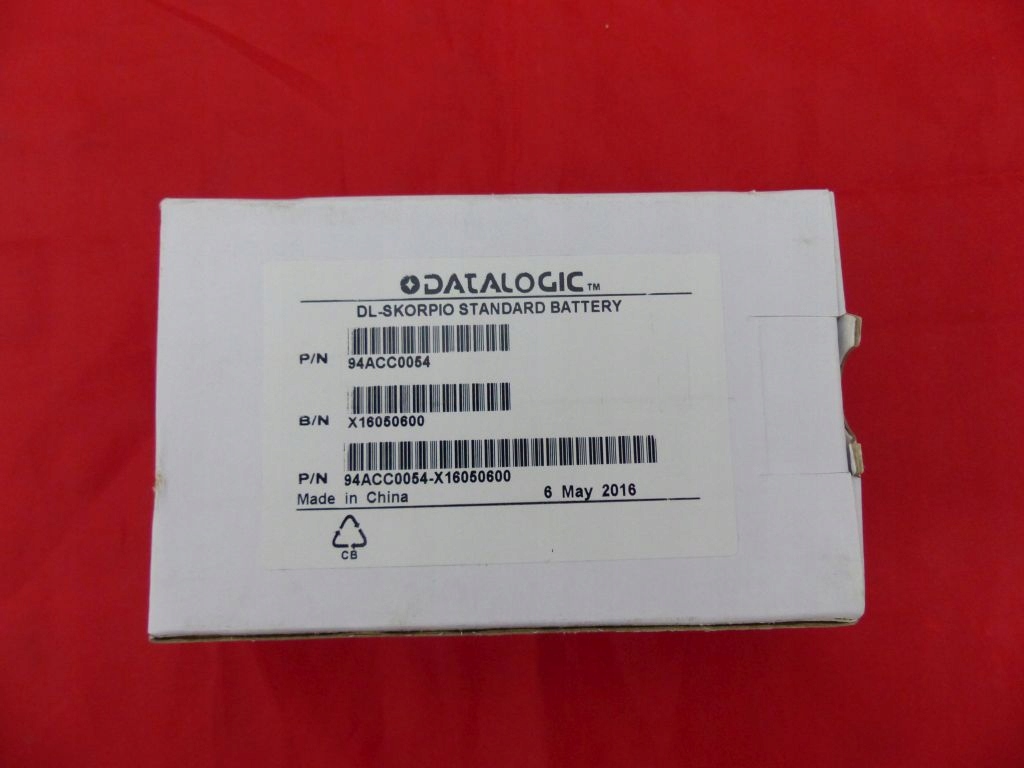 DATALOGIC™
DL-SKORPIO STANDARD BATTERY
P/N 94ACC0054
B/N X16050600
P/N 94ACC0054-X16050600
Made in China 6 May 2016
CB